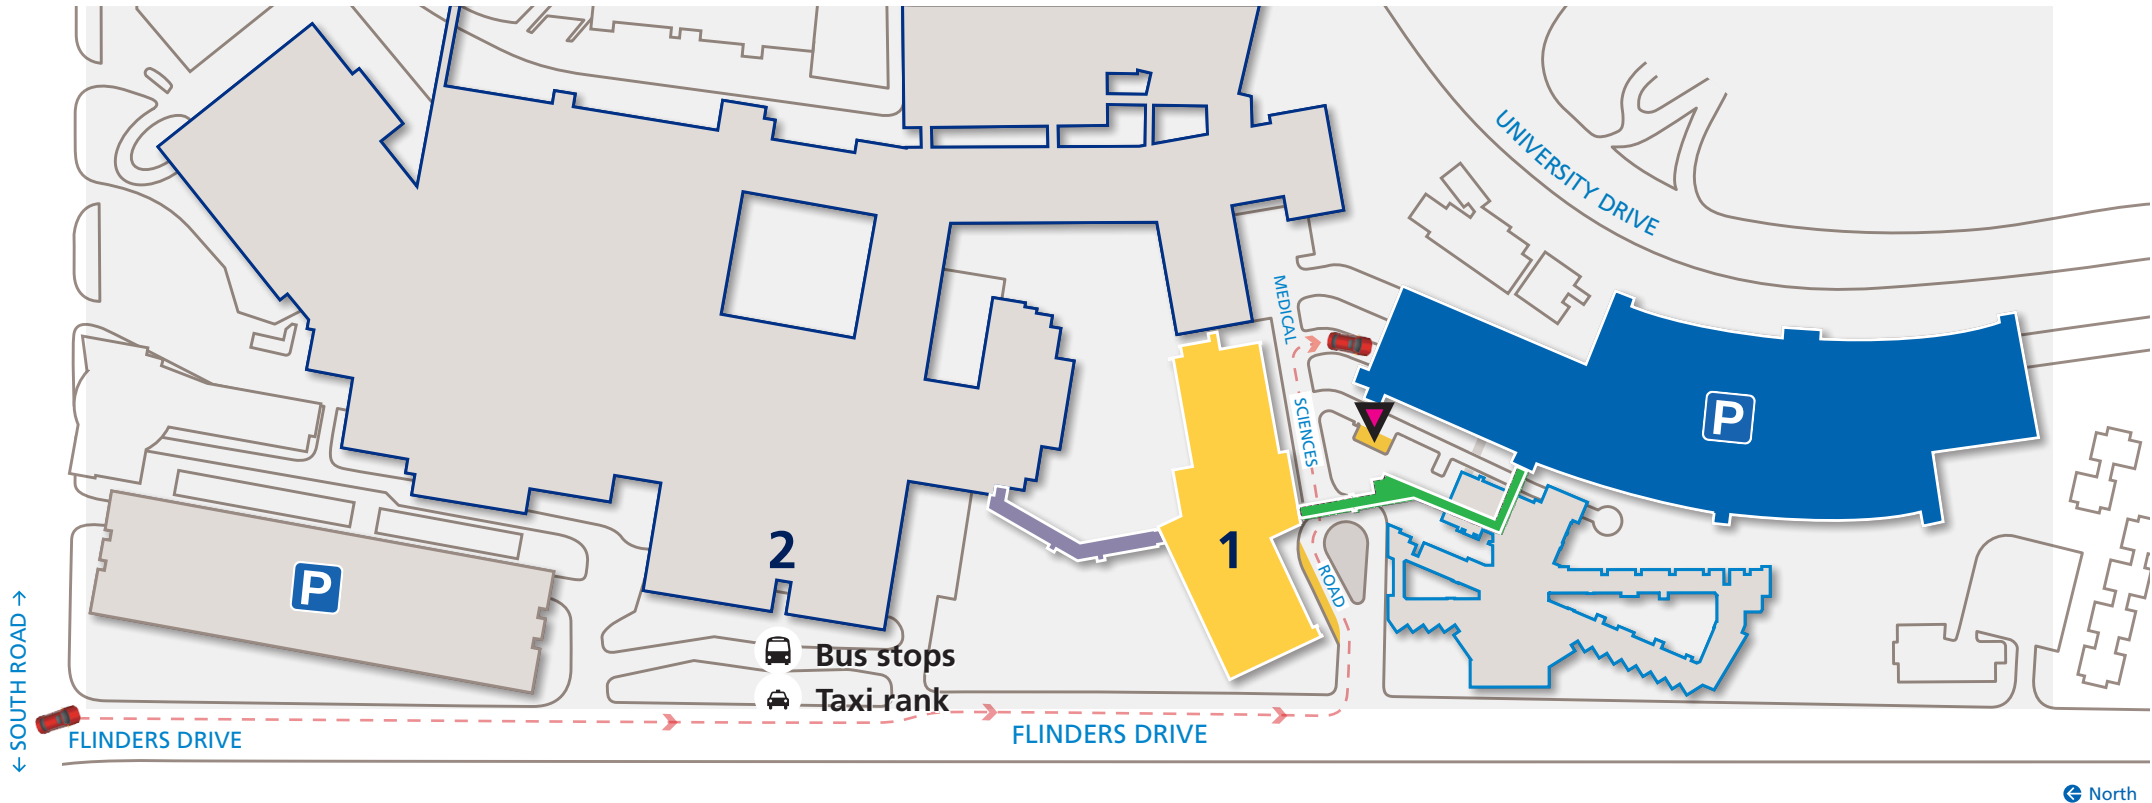 UNIVERSITY DRIVE
MEDICAL
SCIENCES
ROAD
P
P
1
2
Bus stops
Taxi rank
← SOUTH ROAD →
FLINDERS DRIVE
FLINDERS DRIVE
North